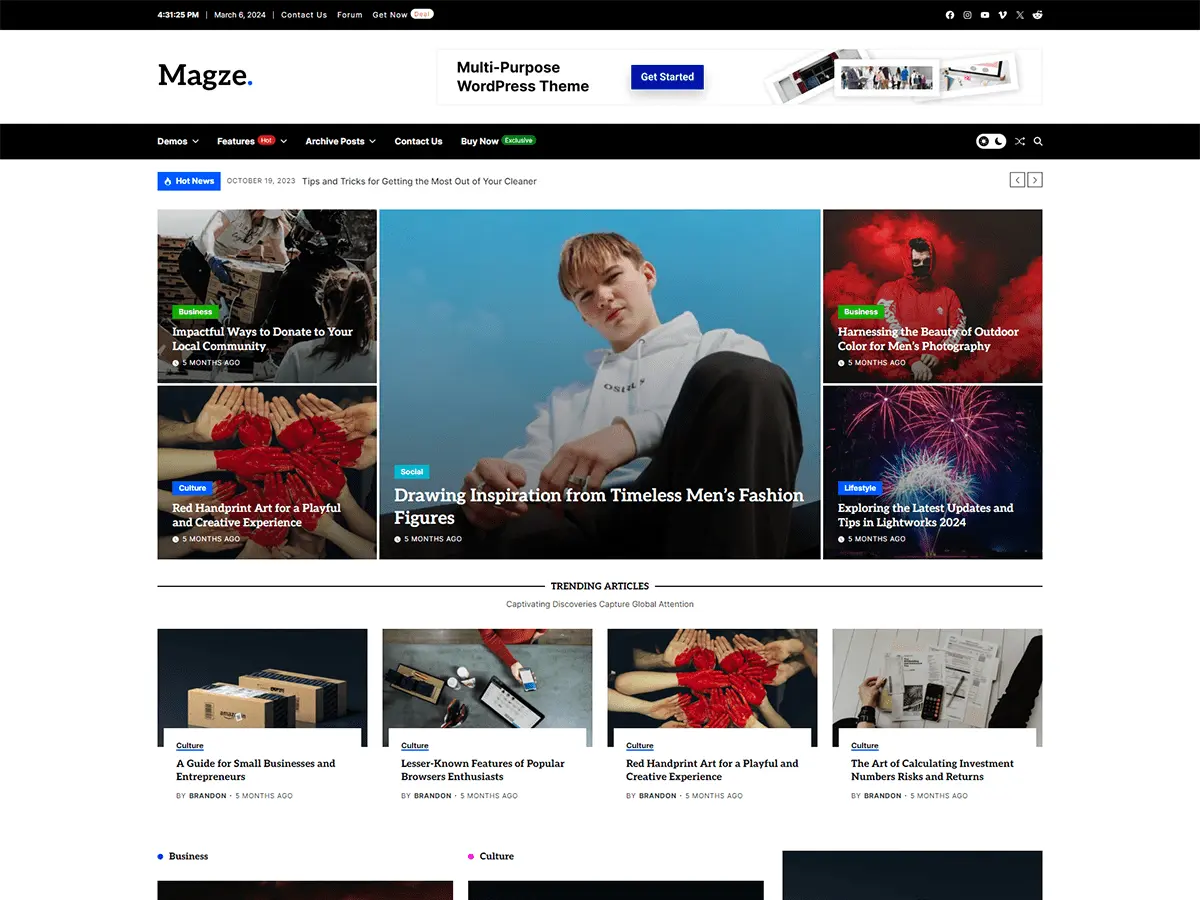 4:31:25 PM | March 6, 2024 | Contact Us Forum Get Now Deal
Magze.
Multi-Purpose
WordPress Theme
Get Started
Demos Features Hot Archive Posts Contact Us Buy Now Exclusive
Hot News OCTOBER 19, 2023 Tips and Tricks for Getting the Most Out of Your Cleaner
Business
Impactful Ways to Donate to Your
Local Community
5 MONTHS AGO
Culture
Red Handprint Art for a Playful
and Creative Experience
5 MONTHS AGO
Social
Drawing Inspiration from Timeless Men's Fashion
Figures
5 MONTHS AGO
Business
Harnessing the Beauty of Outdoor
Color for Men's Photography
5 MONTHS AGO
Lifestyle
Exploring the Latest Updates and
Tips in Lightworks 2024
5 MONTHS AGO
TRENDING ARTICLES
Captivating Discoveries Capture Global Attention
Culture
A Guide for Small Businesses and
Entrepreneurs
BY BRANDON · 5 MONTHS AGO
Culture
Lesser-Known Features of Popular
Browsers Enthusiasts
BY BRANDON · 5 MONTHS AGO
Culture
Red Handprint Art for a Playful and
Creative Experience
BY BRANDON · 5 MONTHS AGO
Culture
The Art of Calculating Investment
Numbers Risks and Returns
BY BRANDON · 5 MONTHS AGO
Business
Culture